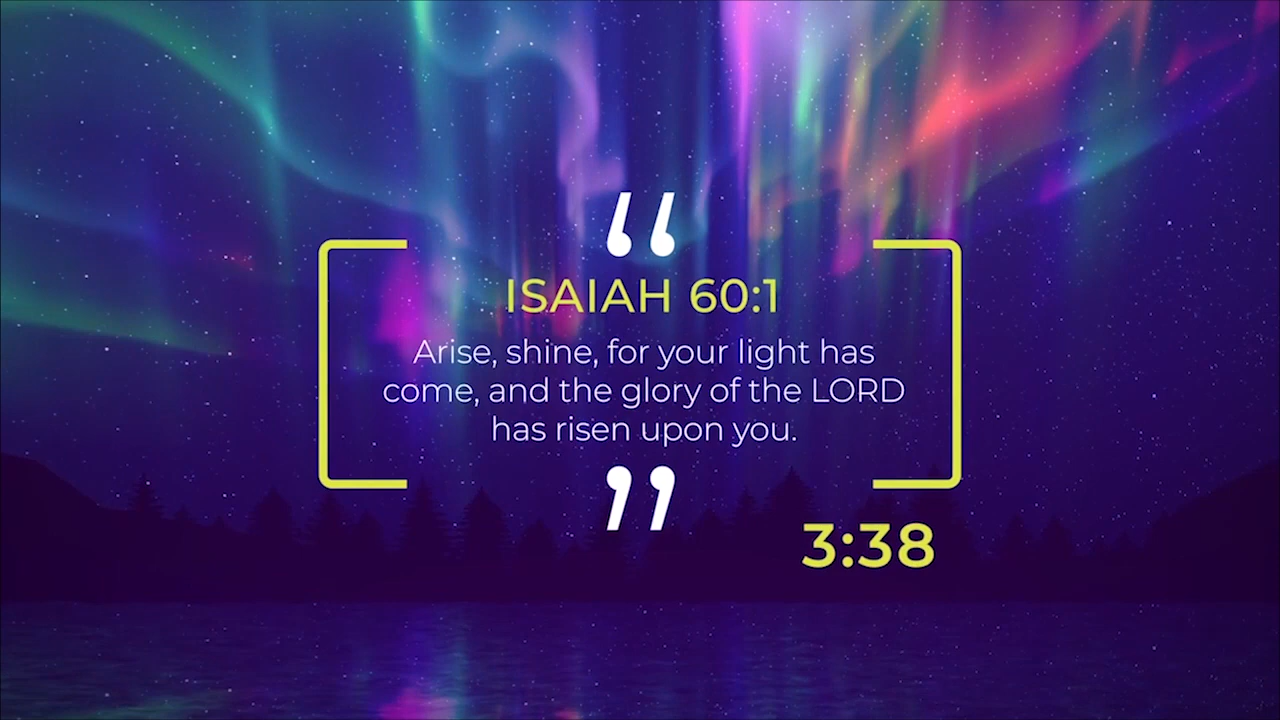 “
ISAIAH 60:1
Arise, shine, for your light has
come, and the glory of the LORD
has risen upon you.
”
3:38